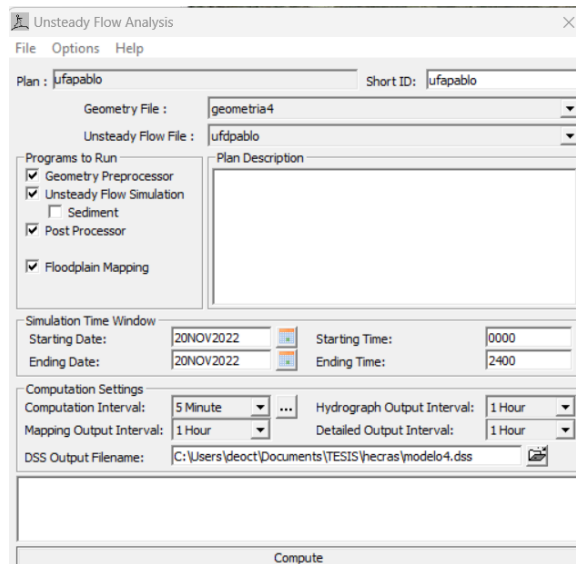 Unsteady Flow Analysis
File Options Help
Plan : ufapablo Short ID: ufapablo
Geometry File : geometria4
Unsteady Flow File : ufdpablo
Programs to Run
Geometry Preprocessor
Unsteady Flow Simulation
Sediment
Post Processor
Floodplain Mapping
Plan Description
Simulation Time Window
Starting Date: 20NOV2022 Starting Time: 0000
Ending Date: 20NOV2022 Ending Time: 2400
Computation Settings
Computation Interval: 5 Minute ... Hydrograph Output Interval: 1 Hour
Mapping Output Interval: 1 Hour Detailed Output Interval: 1 Hour
DSS Output Filename: C:\Users\deoct\Documents\TESIS\hecras\modelo4.dss
Compute